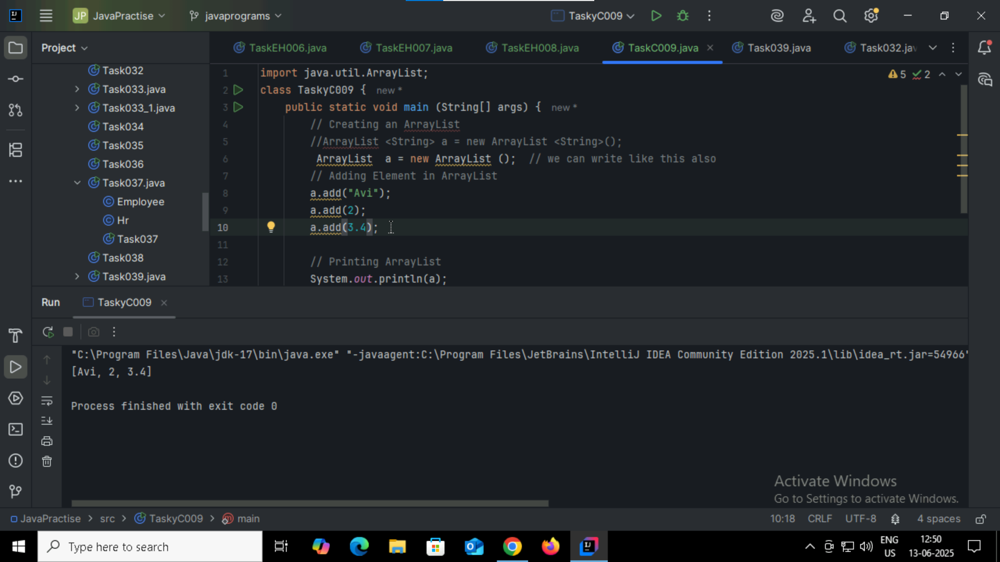 JP JavaPractise javaprograms TaskyC009
Project
TaskEH006.java TaskEH007.java TaskEH008.java TaskC009.java Task039.java Task032.jav
Task032
Task033.java
Task033_1.java
Task034
Task035
Task036
Task037.java
Employee
Hr
Task037
Task038
Task039.java
5 2
1 import java.util.ArrayList;
2 class TaskyC009 { new *
3 public static void main (String[] args) { new *
4 // Creating an ArrayList
5 //ArrayList <String> a = new ArrayList <String>();
6 ArrayList a = new ArrayList (); // we can write like this also
7 // Adding Element in ArrayList
8 a.add("Avi");
9 a.add(2);
10 a.add(3.4);
11
12 // Printing ArrayList
13 System.out.println(a);
Run TaskyC009
"C:\Program Files\Java\jdk-17\bin\java.exe" "-javaagent:C:\Program Files\JetBrains\IntelliJ IDEA Community Edition 2025.1\lib\idea_rt.jar=54966"
[Avi, 2, 3.4]
Process finished with exit code 0
Activate Windows
Go to Settings to activate Windows.
JavaPractise > src > TaskyC009 > main 10:18 CRLF UTF-8 4 spaces
Type here to search
ENG
US
12:50
13-06-2025